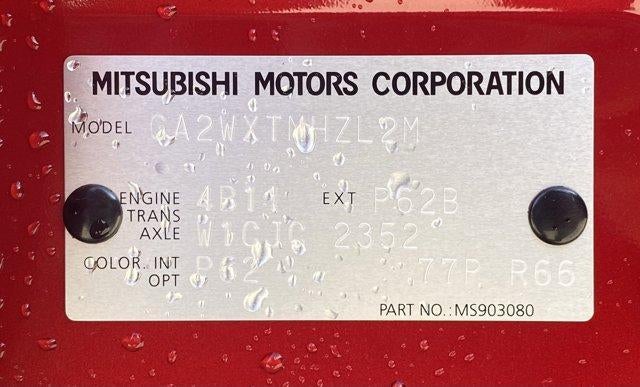 MITSUBISHI MOTORS CORPORATION
MODEL GA2WXTMHZL2M
ENGINE 4B11 EXT P62B
TRANS
AXLE W1CJC 2352
COLOR. INT P62 77P R66
OPT
PART NO.: MS903080